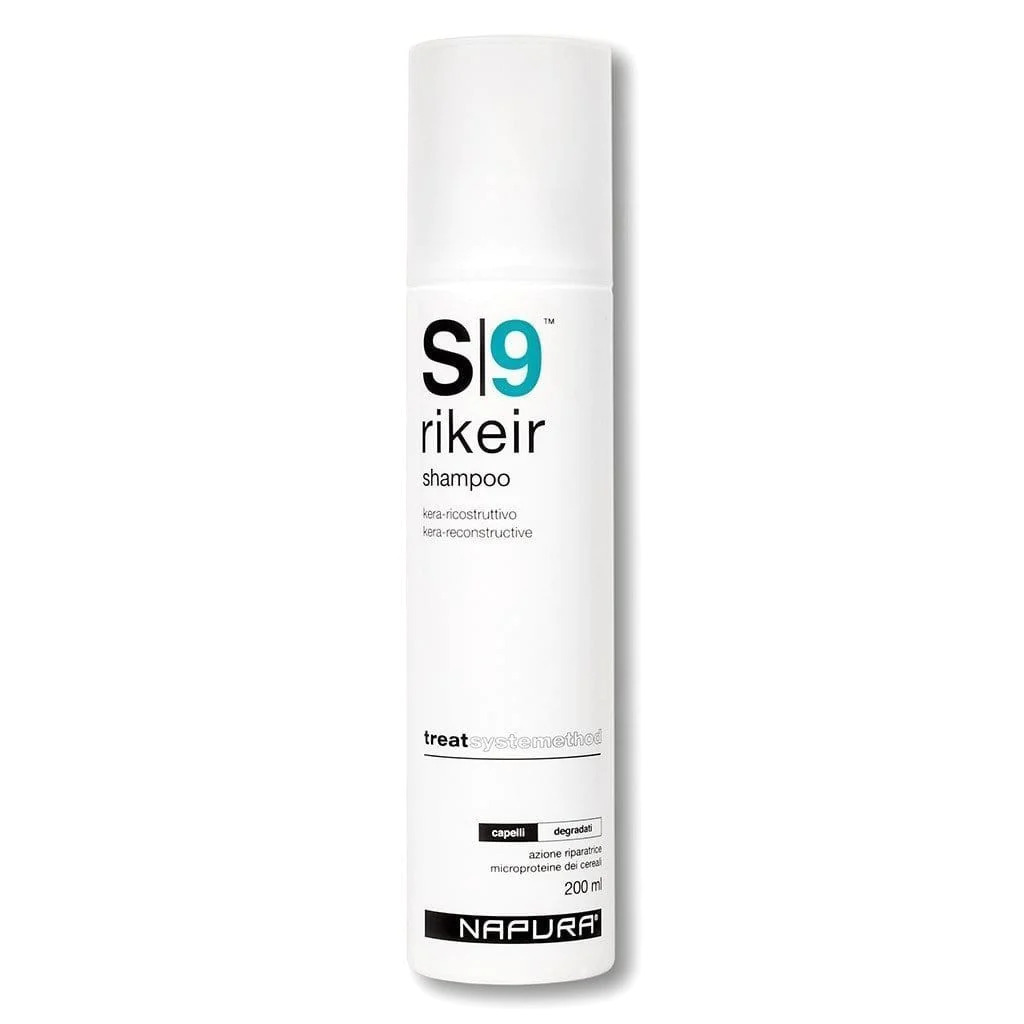 S|9™
rikeir
shampoo
kera-ricostruttivo
kera-reconstructive
treatsystemethod
capelli degradati
azione riparatrice
microproteine dei cereali
200 ml
NAPURA®